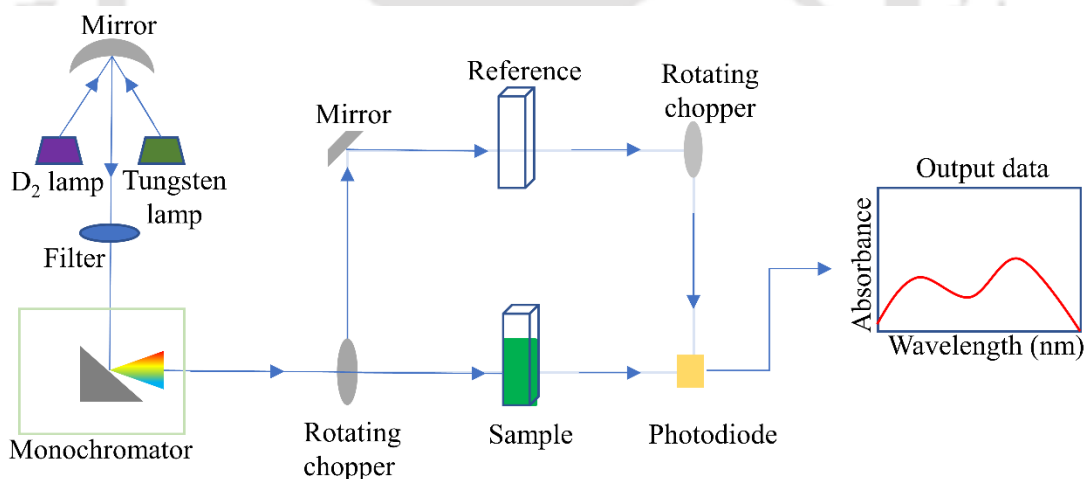 Mirror
D₂ lamp
Tungsten
lamp
Filter
Monochromator
Mirror
Reference
Rotating
chopper
Rotating
chopper
Sample
Photodiode
Output data
Absorbance
Wavelength (nm)